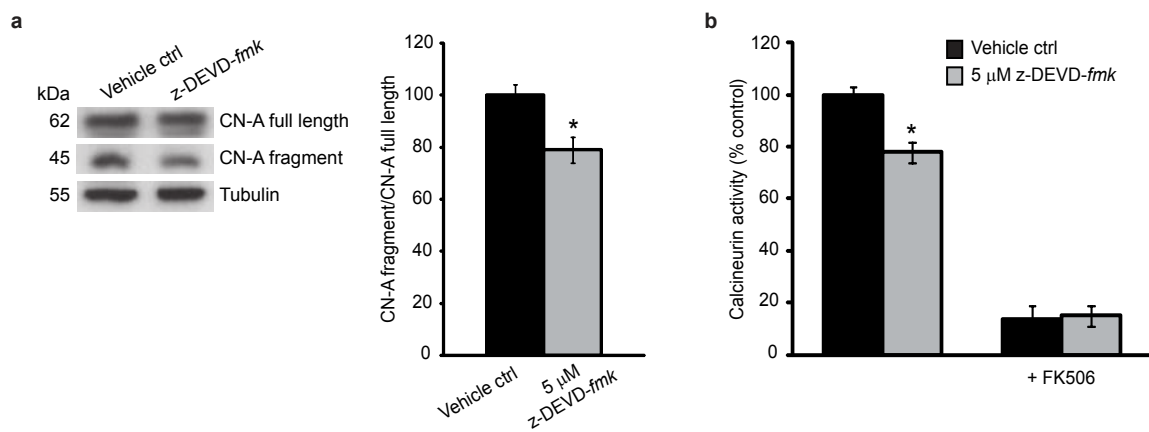 a
Vehicle ctrl
z-DEVD-fmk
kDa
62
CN-A full length
45
CN-A fragment
55
Tubulin
CN-A fragment/CN-A full length
120
100
80
60
40
20
0
*
Vehicle ctrl
5 μM
z-DEVD-fmk
b
Vehicle ctrl
5 μM z-DEVD-fmk
Calcineurin activity (% control)
120
100
80
60
40
20
0
*
+ FK506